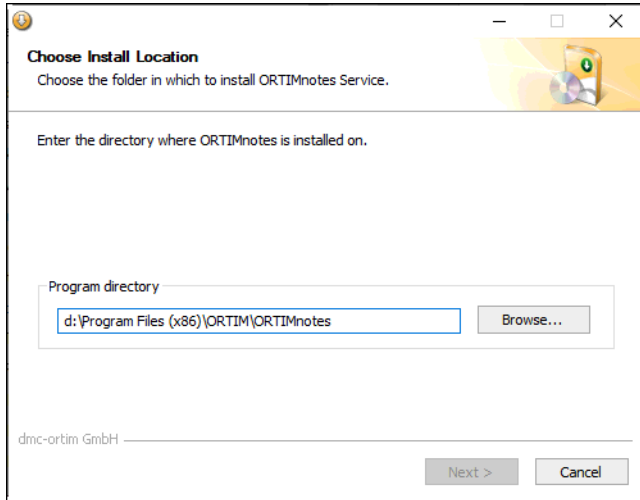 Choose Install Location
Choose the folder in which to install ORTIMnotes Service.
Enter the directory where ORTIMnotes is installed on.
Program directory
d:\Program Files (x86)\ORTIM\ORTIMnotes
Browse...
dmc-ortim GmbH
Next >
Cancel